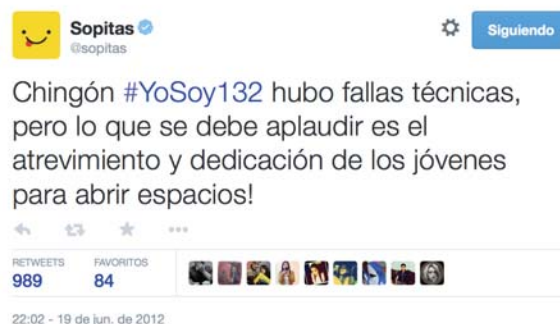 Sopitas
@sopitas
Siguiendo
Chingón #YoSoy132 hubo fallas técnicas,
pero lo que se debe aplaudir es el
atrevimiento y dedicación de los jóvenes
para abrir espacios!
RETWEETS FAVORITOS
989 84
22:02 - 19 de jun. de 2012